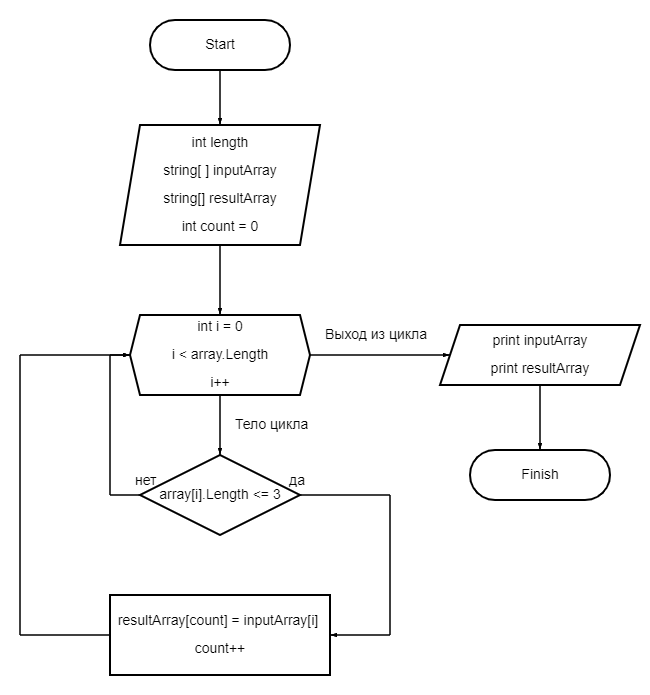 Start
int length
string[ ] inputArray
string[] resultArray
int count = 0
int i = 0
i < array.Length
i++
Выход из цикла
print inputArray
print resultArray
Тело цикла
Finish
нет
array[i].Length <= 3
да
resultArray[count] = inputArray[i]
count++